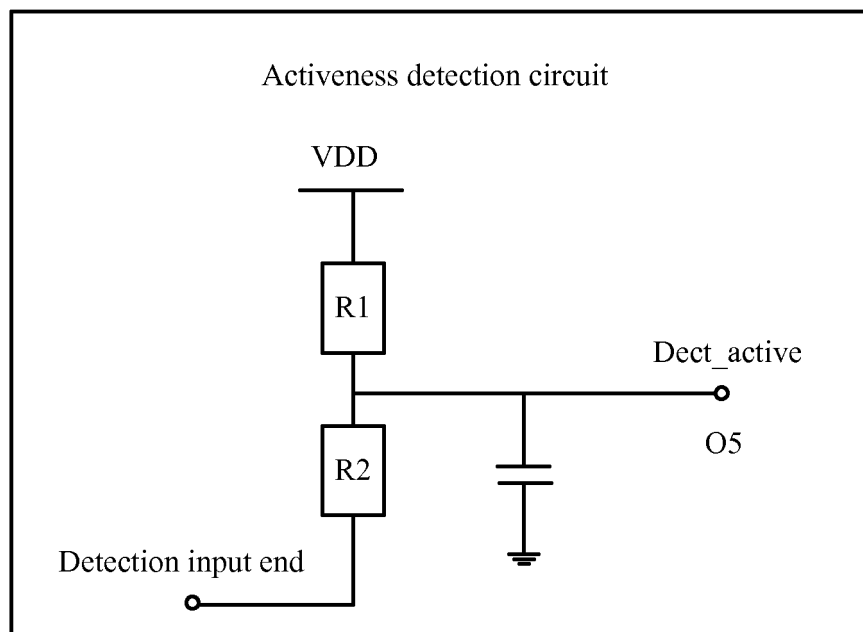 Activeness detection circuit
VDD
R1
Dect_active
O5
R2
Detection input end